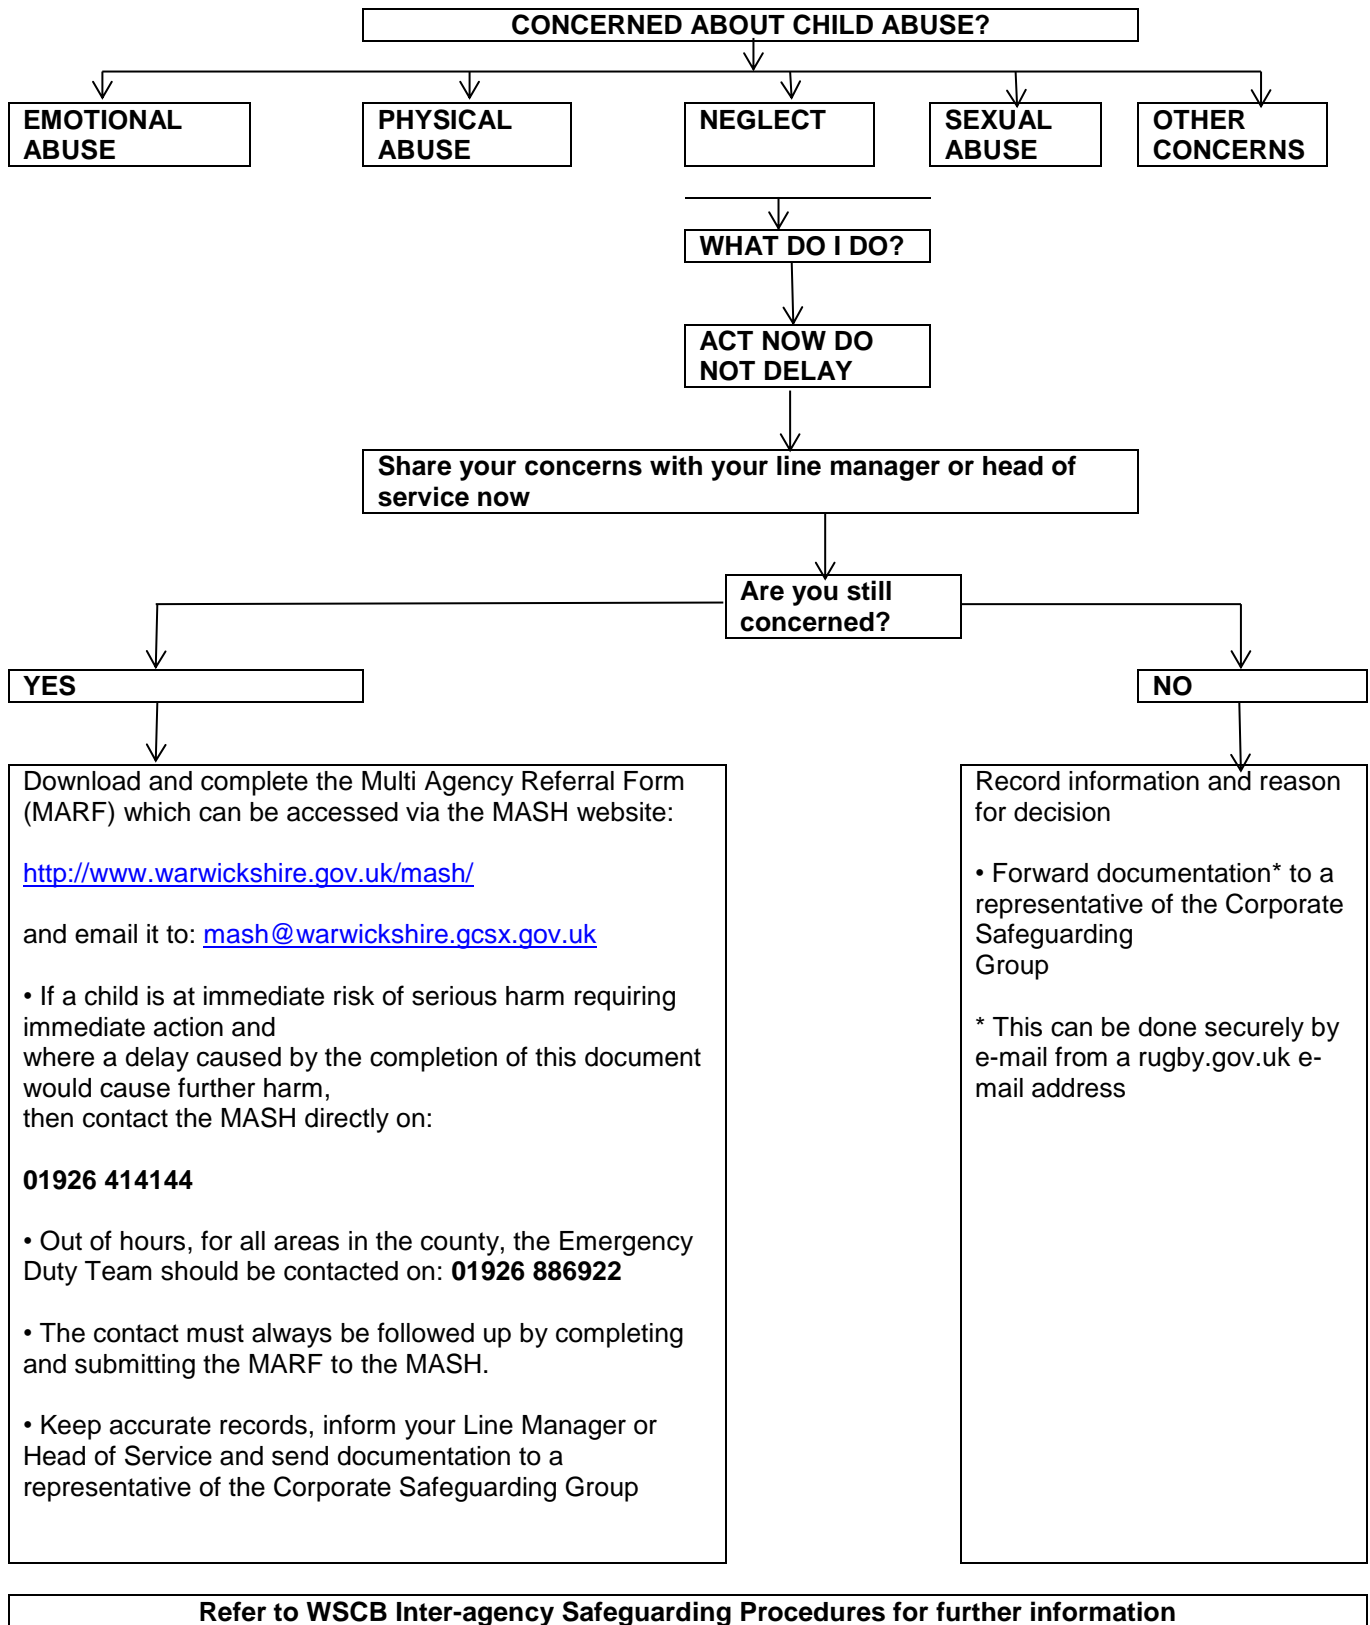 CONCERNED ABOUT CHILD ABUSE?
EMOTIONAL
ABUSE
PHYSICAL
ABUSE
NEGLECT
SEXUAL
ABUSE
OTHER
CONCERNS
WHAT DO I DO?
ACT NOW DO
NOT DELAY
Share your concerns with your line manager or head of
service now
Are you still
concerned?
YES
NO
Download and complete the Multi Agency Referral Form
(MARF) which can be accessed via the MASH website:
http://www.warwickshire.gov.uk/mash/
and email it to: mash@warwickshire.gcsx.gov.uk
• If a child is at immediate risk of serious harm requiring
immediate action and
where a delay caused by the completion of this document
would cause further harm,
then contact the MASH directly on:
01926 414144
• Out of hours, for all areas in the county, the Emergency
Duty Team should be contacted on: 01926 886922
• The contact must always be followed up by completing
and submitting the MARF to the MASH.
• Keep accurate records, inform your Line Manager or
Head of Service and send documentation to a
representative of the Corporate Safeguarding Group
Record information and reason
for decision
• Forward documentation* to a
representative of the Corporate
Safeguarding
Group
* This can be done securely by
e-mail from a rugby.gov.uk e-
mail address
Refer to WSCB Inter-agency Safeguarding Procedures for further information